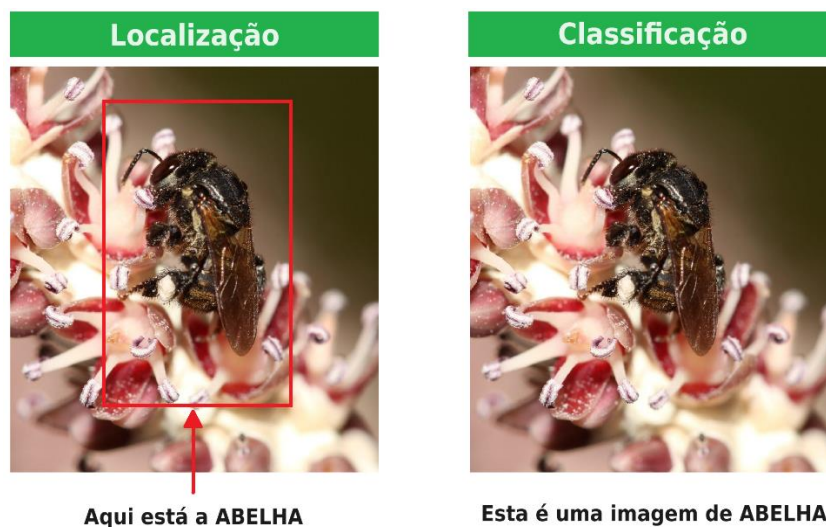 Localização
Classificação
Aqui está a ABELHA
Esta é uma imagem de ABELHA